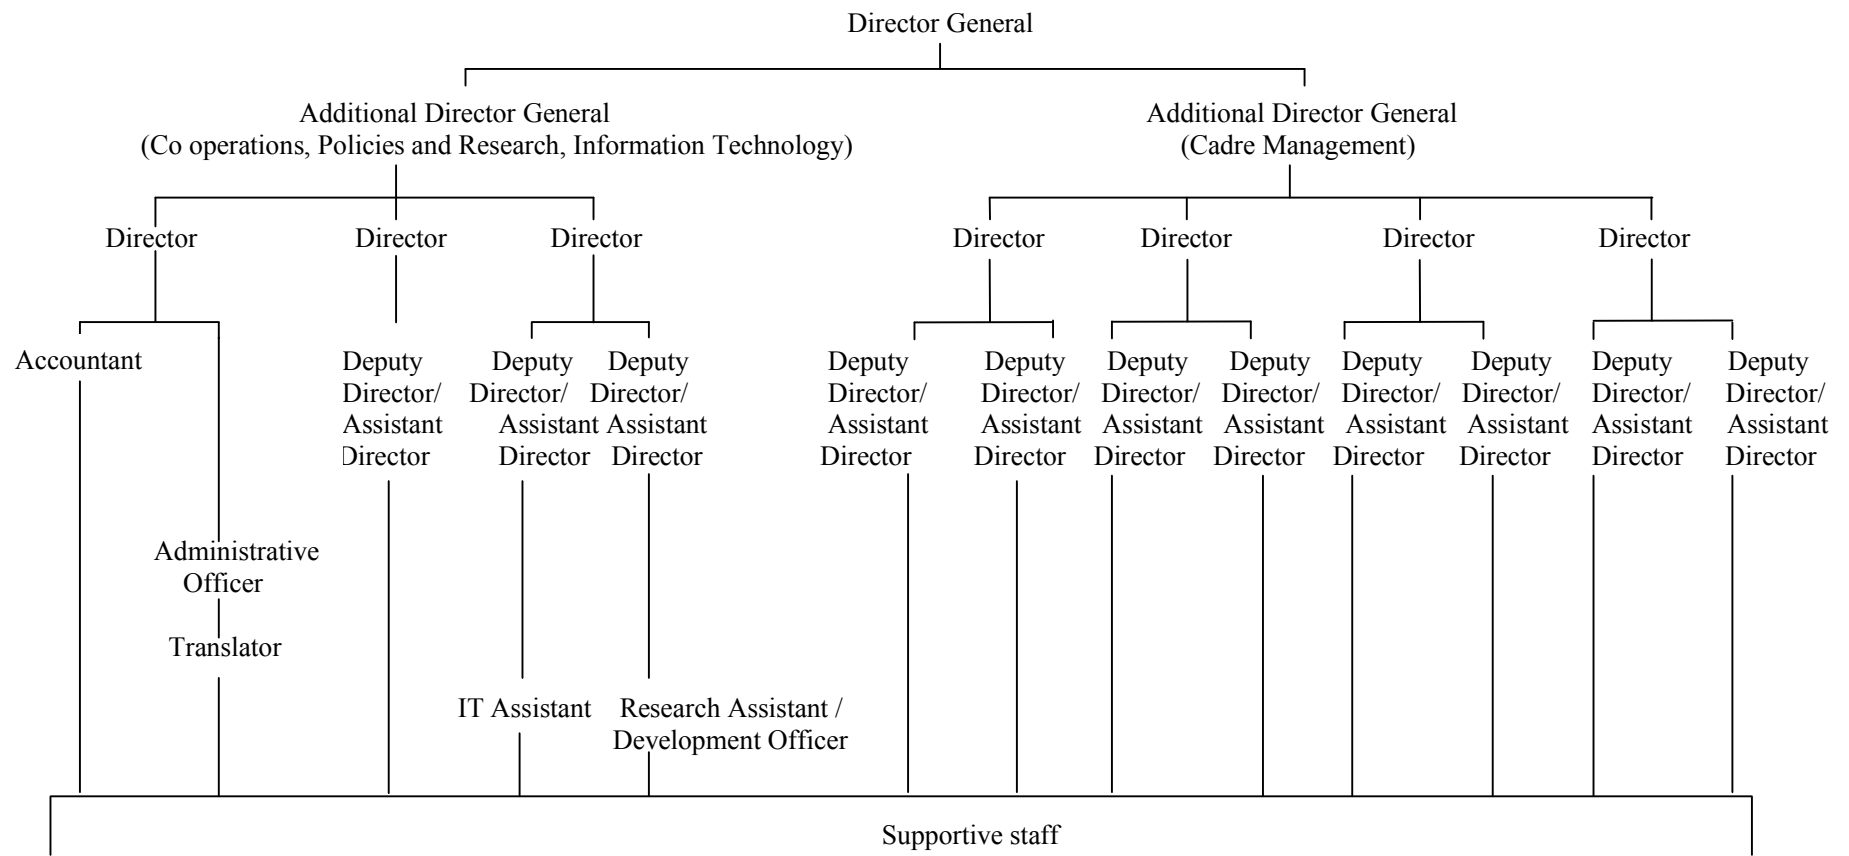 Director General
Additional Director General
(Co operations, Policies and Research, Information Technology)
Additional Director General
(Cadre Management)
Director
Director
Director
Director
Director
Director
Director
Accountant
Deputy
Director/
Assistant
Director
Deputy
Director/
Assistant
Director
Deputy
Director/
Assistant
Director
Deputy
Director/
Assistant
Director
Deputy
Director/
Assistant
Director
Deputy
Director/
Assistant
Director
Deputy
Director/
Assistant
Director
Deputy
Director/
Assistant
Director
Deputy
Director/
Assistant
Director
Deputy
Director/
Assistant
Director
Deputy
Director/
Assistant
Director
Administrative
Officer
Translator
IT Assistant
Research Assistant /
Development Officer
Supportive staff